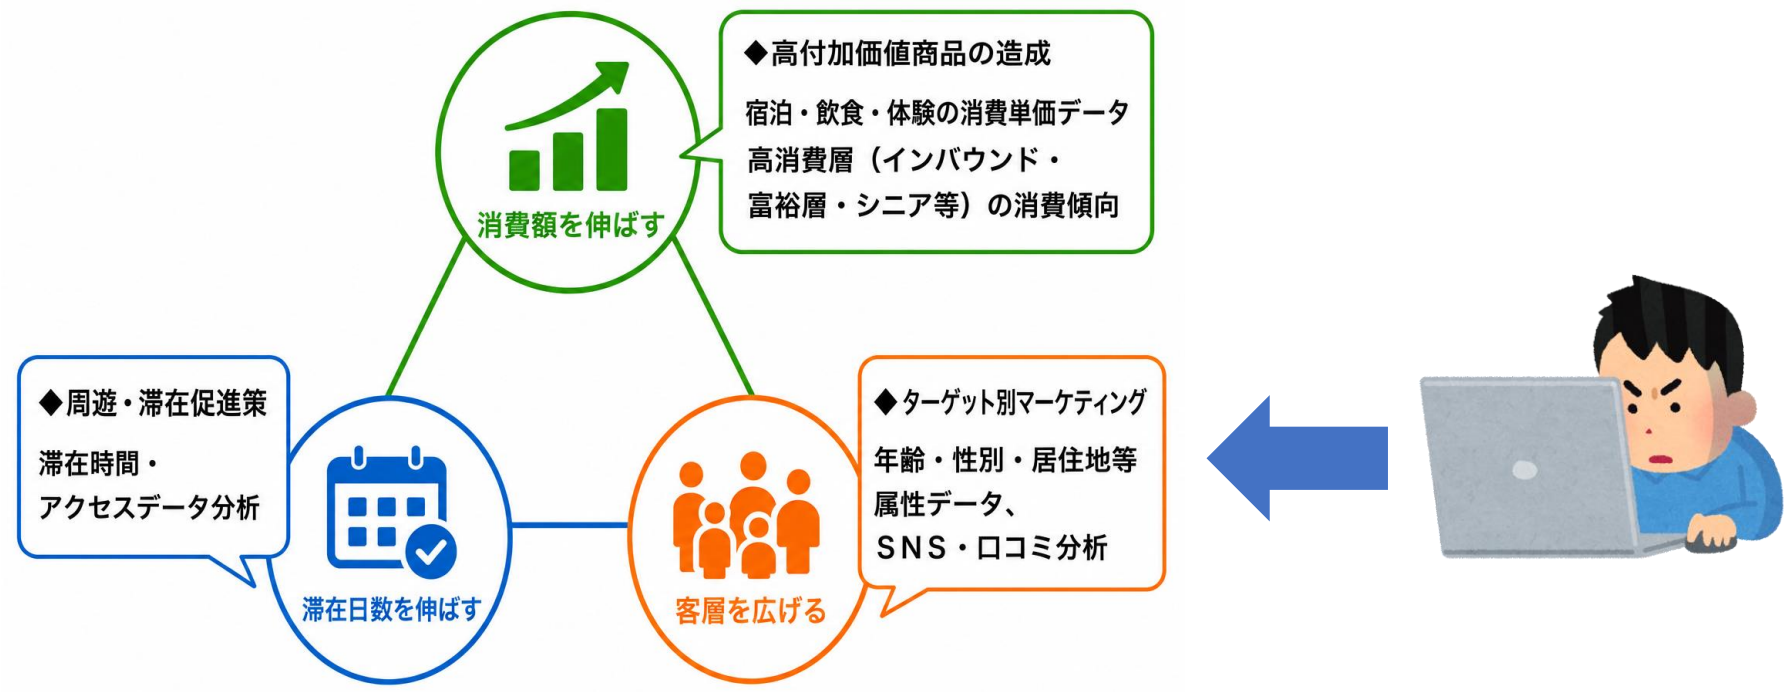 ◆高付加価値商品の造成
宿泊・飲食・体験の消費単価データ
高消費層（インバウンド・
富裕層・シニア等）の消費傾向
消費額を伸ばす
◆周遊・滞在促進策
滞在時間・
アクセスデータ分析
滞在日数を伸ばす
◆ターゲット別マーケティング
年齢・性別・居住地等
属性データ、
ＳＮＳ・口コミ分析
客層を広げる